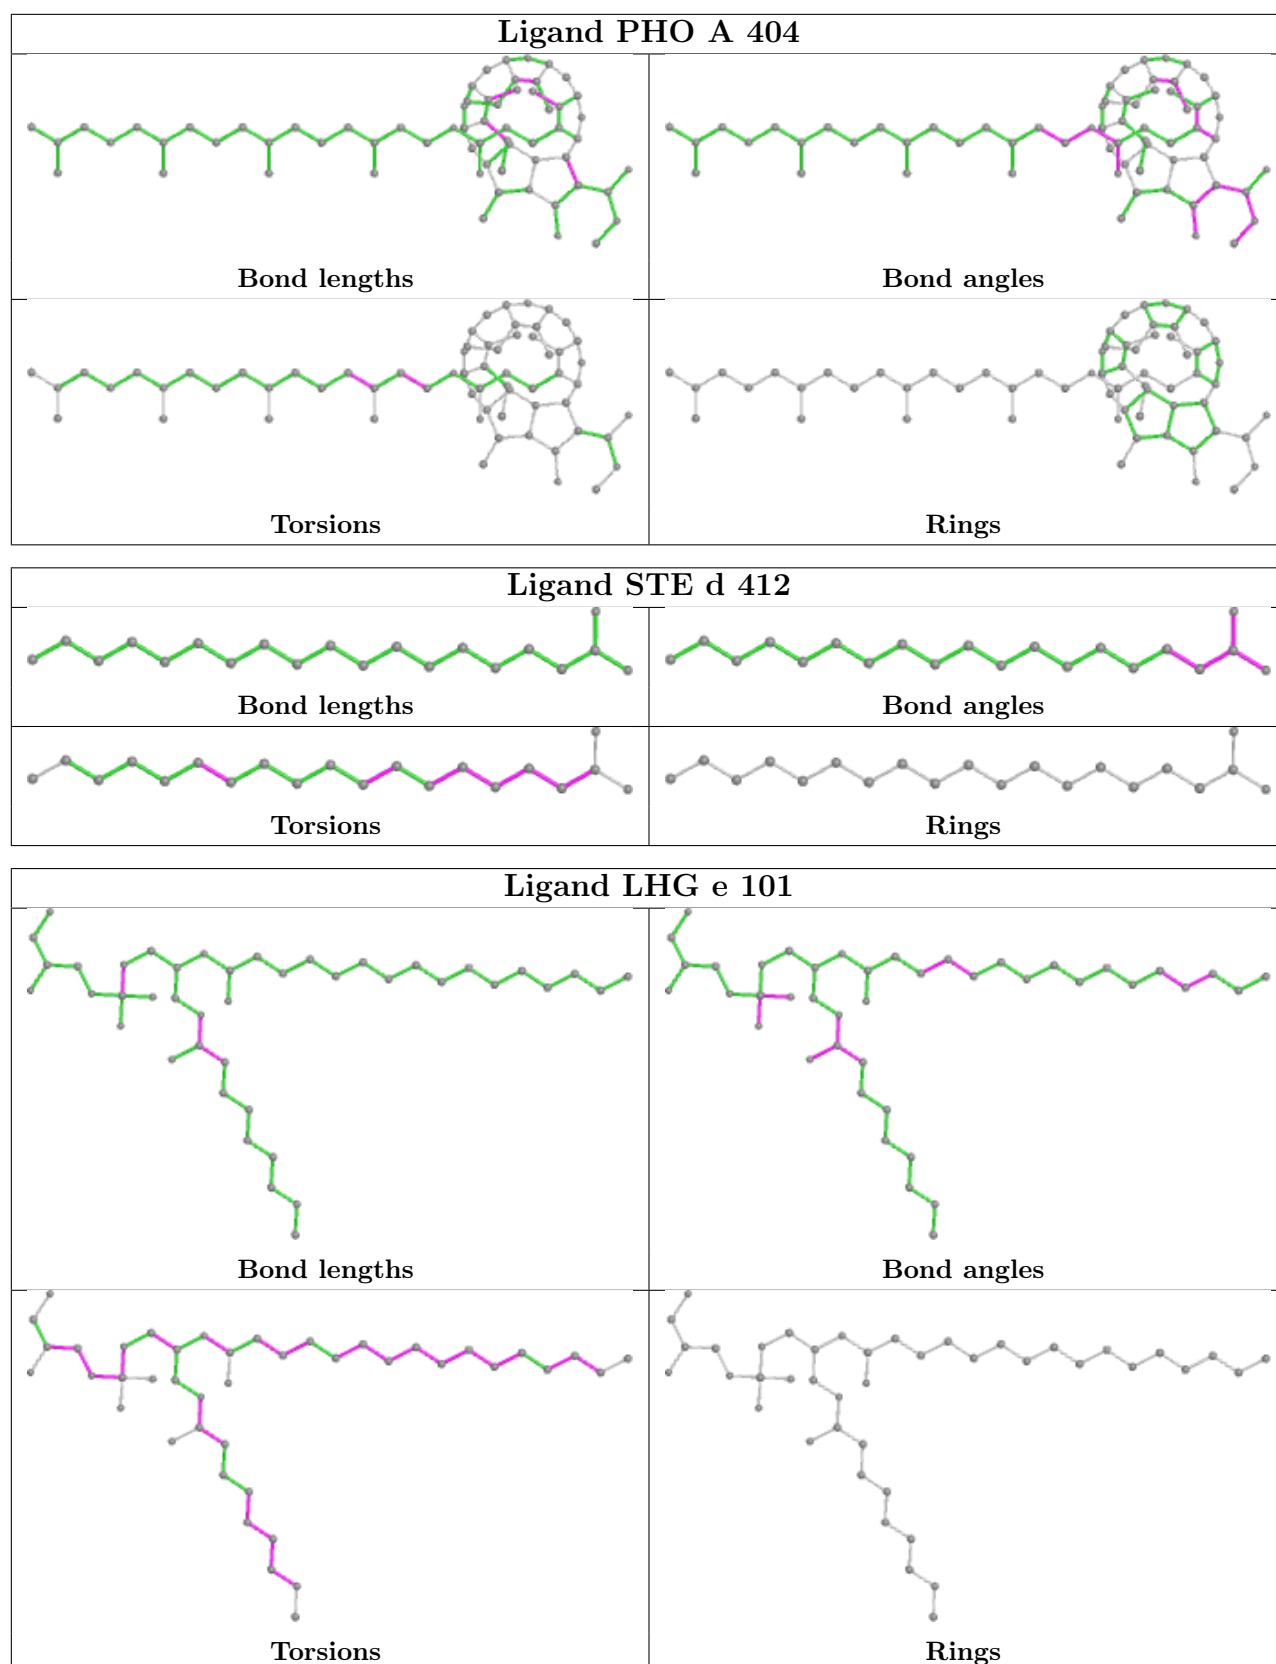 Ligand PHO A 404
Bond lengths
Bond angles
Torsions
Rings
Ligand STE d 412
Bond lengths
Bond angles
Torsions
Rings
Ligand LHG e 101
Bond lengths
Bond angles
Torsions
Rings